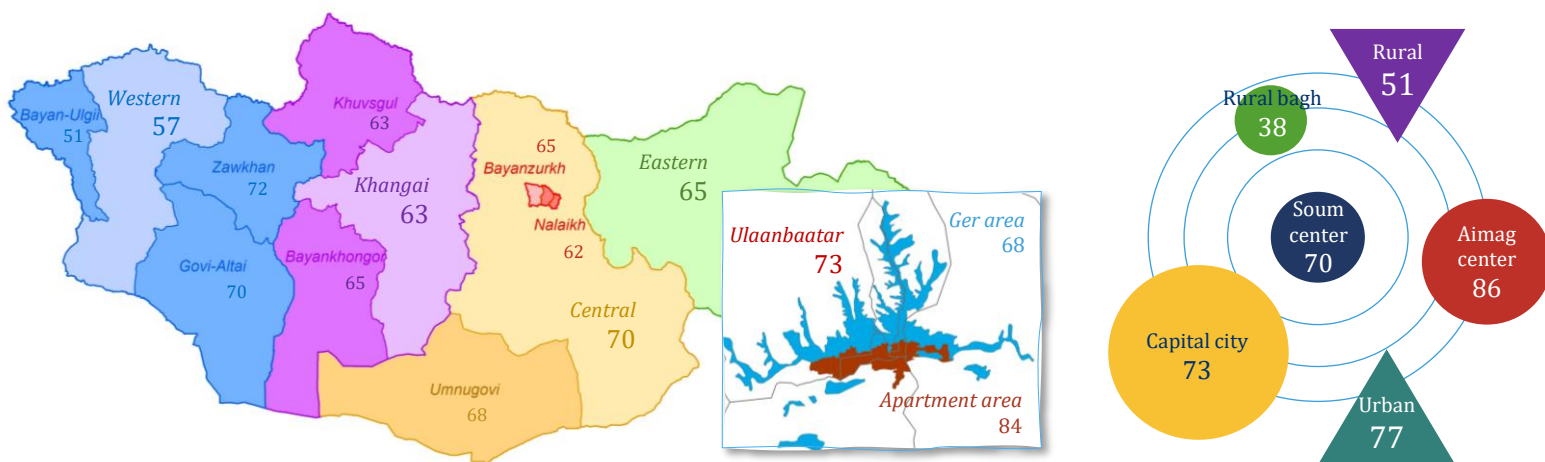 Bayan-Ulgii
51
Western
57
Khuvsgul
63
Zawkhan
72
Khangai
63
Govi-Altai
70
Bayankhongor
65
65
Bayanzurkh
Nalaikh
62
Eastern
65
Central
70
Umnugovi
68
Ulaanbaatar
73
Ger area
68
Apartment area
84
Rural
51
Rural bagh
38
Soum
center
70
Aimag
center
86
Capital city
73
Urban
77